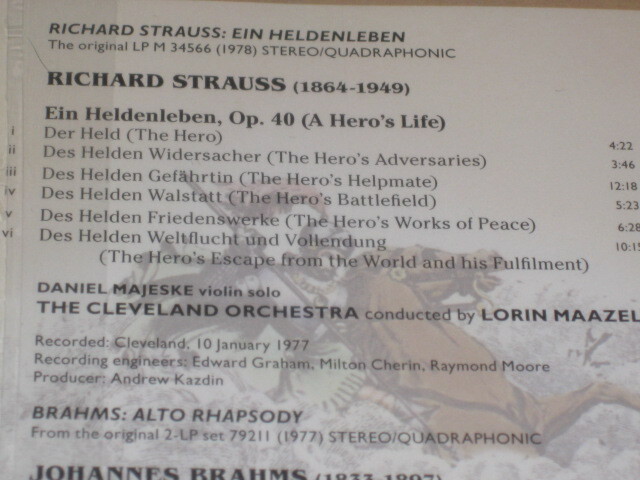 RICHARD STRAUSS: EIN HELDENLEBEN
The original LP M 34566 (1978) STEREO/QUADRAPHONIC
RICHARD STRAUSS (1864-1949)
Ein Heldenleben, Op. 40 (A Hero's Life)
i Der Held (The Hero) 4:22
ii Des Helden Widersacher (The Hero's Adversaries) 3:46
iii Des Helden Gefährtin (The Hero's Helpmate) 12:18
iv Des Helden Walstatt (The Hero's Battlefield) 5:23
v Des Helden Friedenswerke (The Hero's Works of Peace) 6:28
vi Des Helden Weltflucht und Vollendung 10:15
(The Hero's Escape from the World and his Fulfilment)
DANIEL MAJESKE violin solo
THE CLEVELAND ORCHESTRA conducted by LORIN MAAZEL
Recorded: Cleveland, 10 January 1977
Recording engineers: Edward Graham, Milton Cherin, Raymond Moore
Producer: Andrew Kazdin
BRAHMS: ALTO RHAPSODY
From the original 2-LP set 79211 (1977) STEREO/QUADRAPHONIC
JOHANNES BRAHMS (1833-1897)